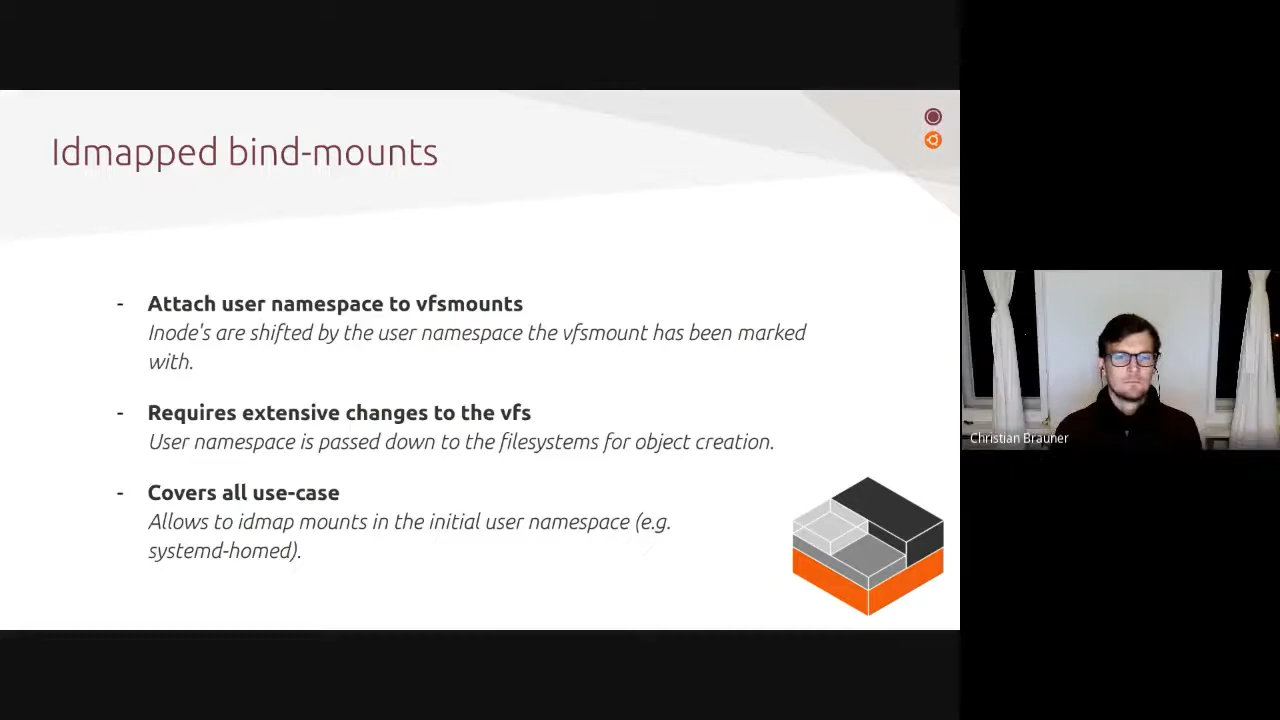 Idmapped bind-mounts
- Attach user namespace to vfsmounts
Inode's are shifted by the user namespace the vfsmount has been marked
with.
- Requires extensive changes to the vfs
User namespace is passed down to the filesystems for object creation.
- Covers all use-case
Allows to idmap mounts in the initial user namespace (e.g.
systemd-homed).
Christian Brauner